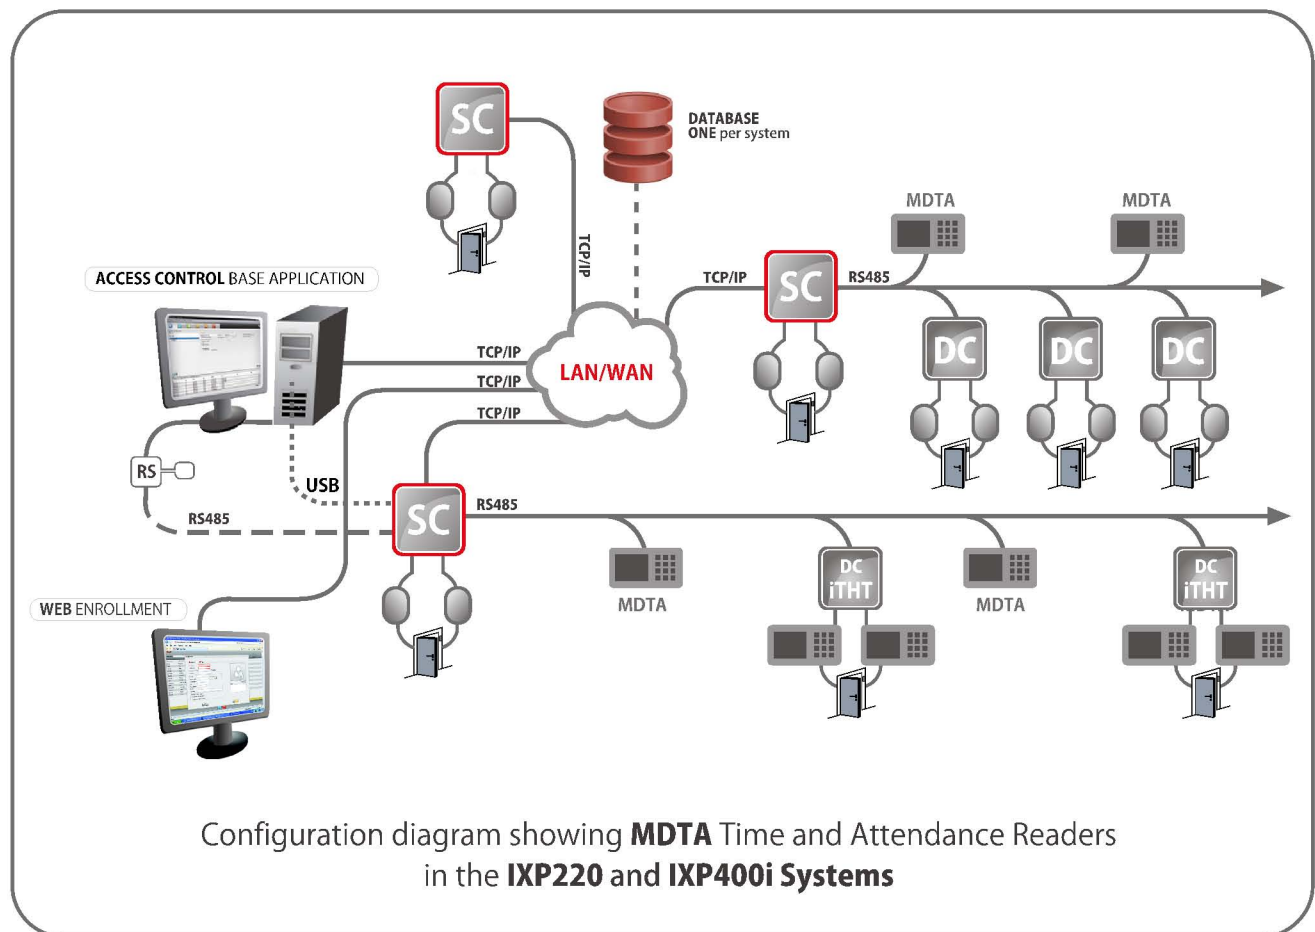 SC
DATABASE
ONE per system
MDTA
MDTA
TCP/IP
ACCESS CONTROL BASE APPLICATION
TCP/IP
SC
RS485
DC
DC
DC
TCP/IP
LAN/WAN
TCP/IP
TCP/IP
RS
USB
RS485
SC
RS485
MDTA
DC
iTHT
MDTA
DC
iTHT
WEB ENROLLMENT
Configuration diagram showing MDTA Time and Attendance Readers
in the IXP220 and IXP400i Systems